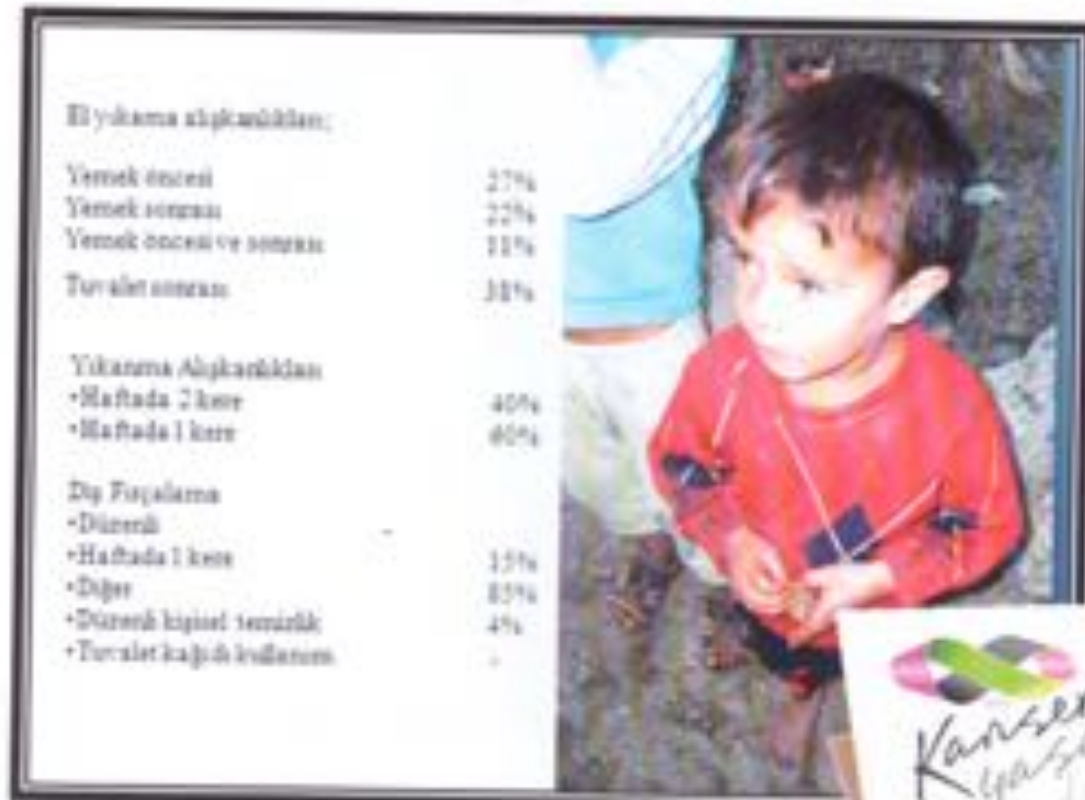 El yıkama alışkanlıkları;
Yemek öncesi 27%
Yemek sonrası 22%
Yemek öncesi ve sonrası 11%
Tuvalet sonrası 38%
Yıkanma Alışkanlıkları
•Haftada 2 kere 40%
•Haftada 1 kere 60%
Diş Fırçalama
•Düzenli
•Haftada 1 kere 15%
•Diğer 85%
•Düzenli kişisel temizlik 4%
•Tuvalet kağıdı kullanımı -